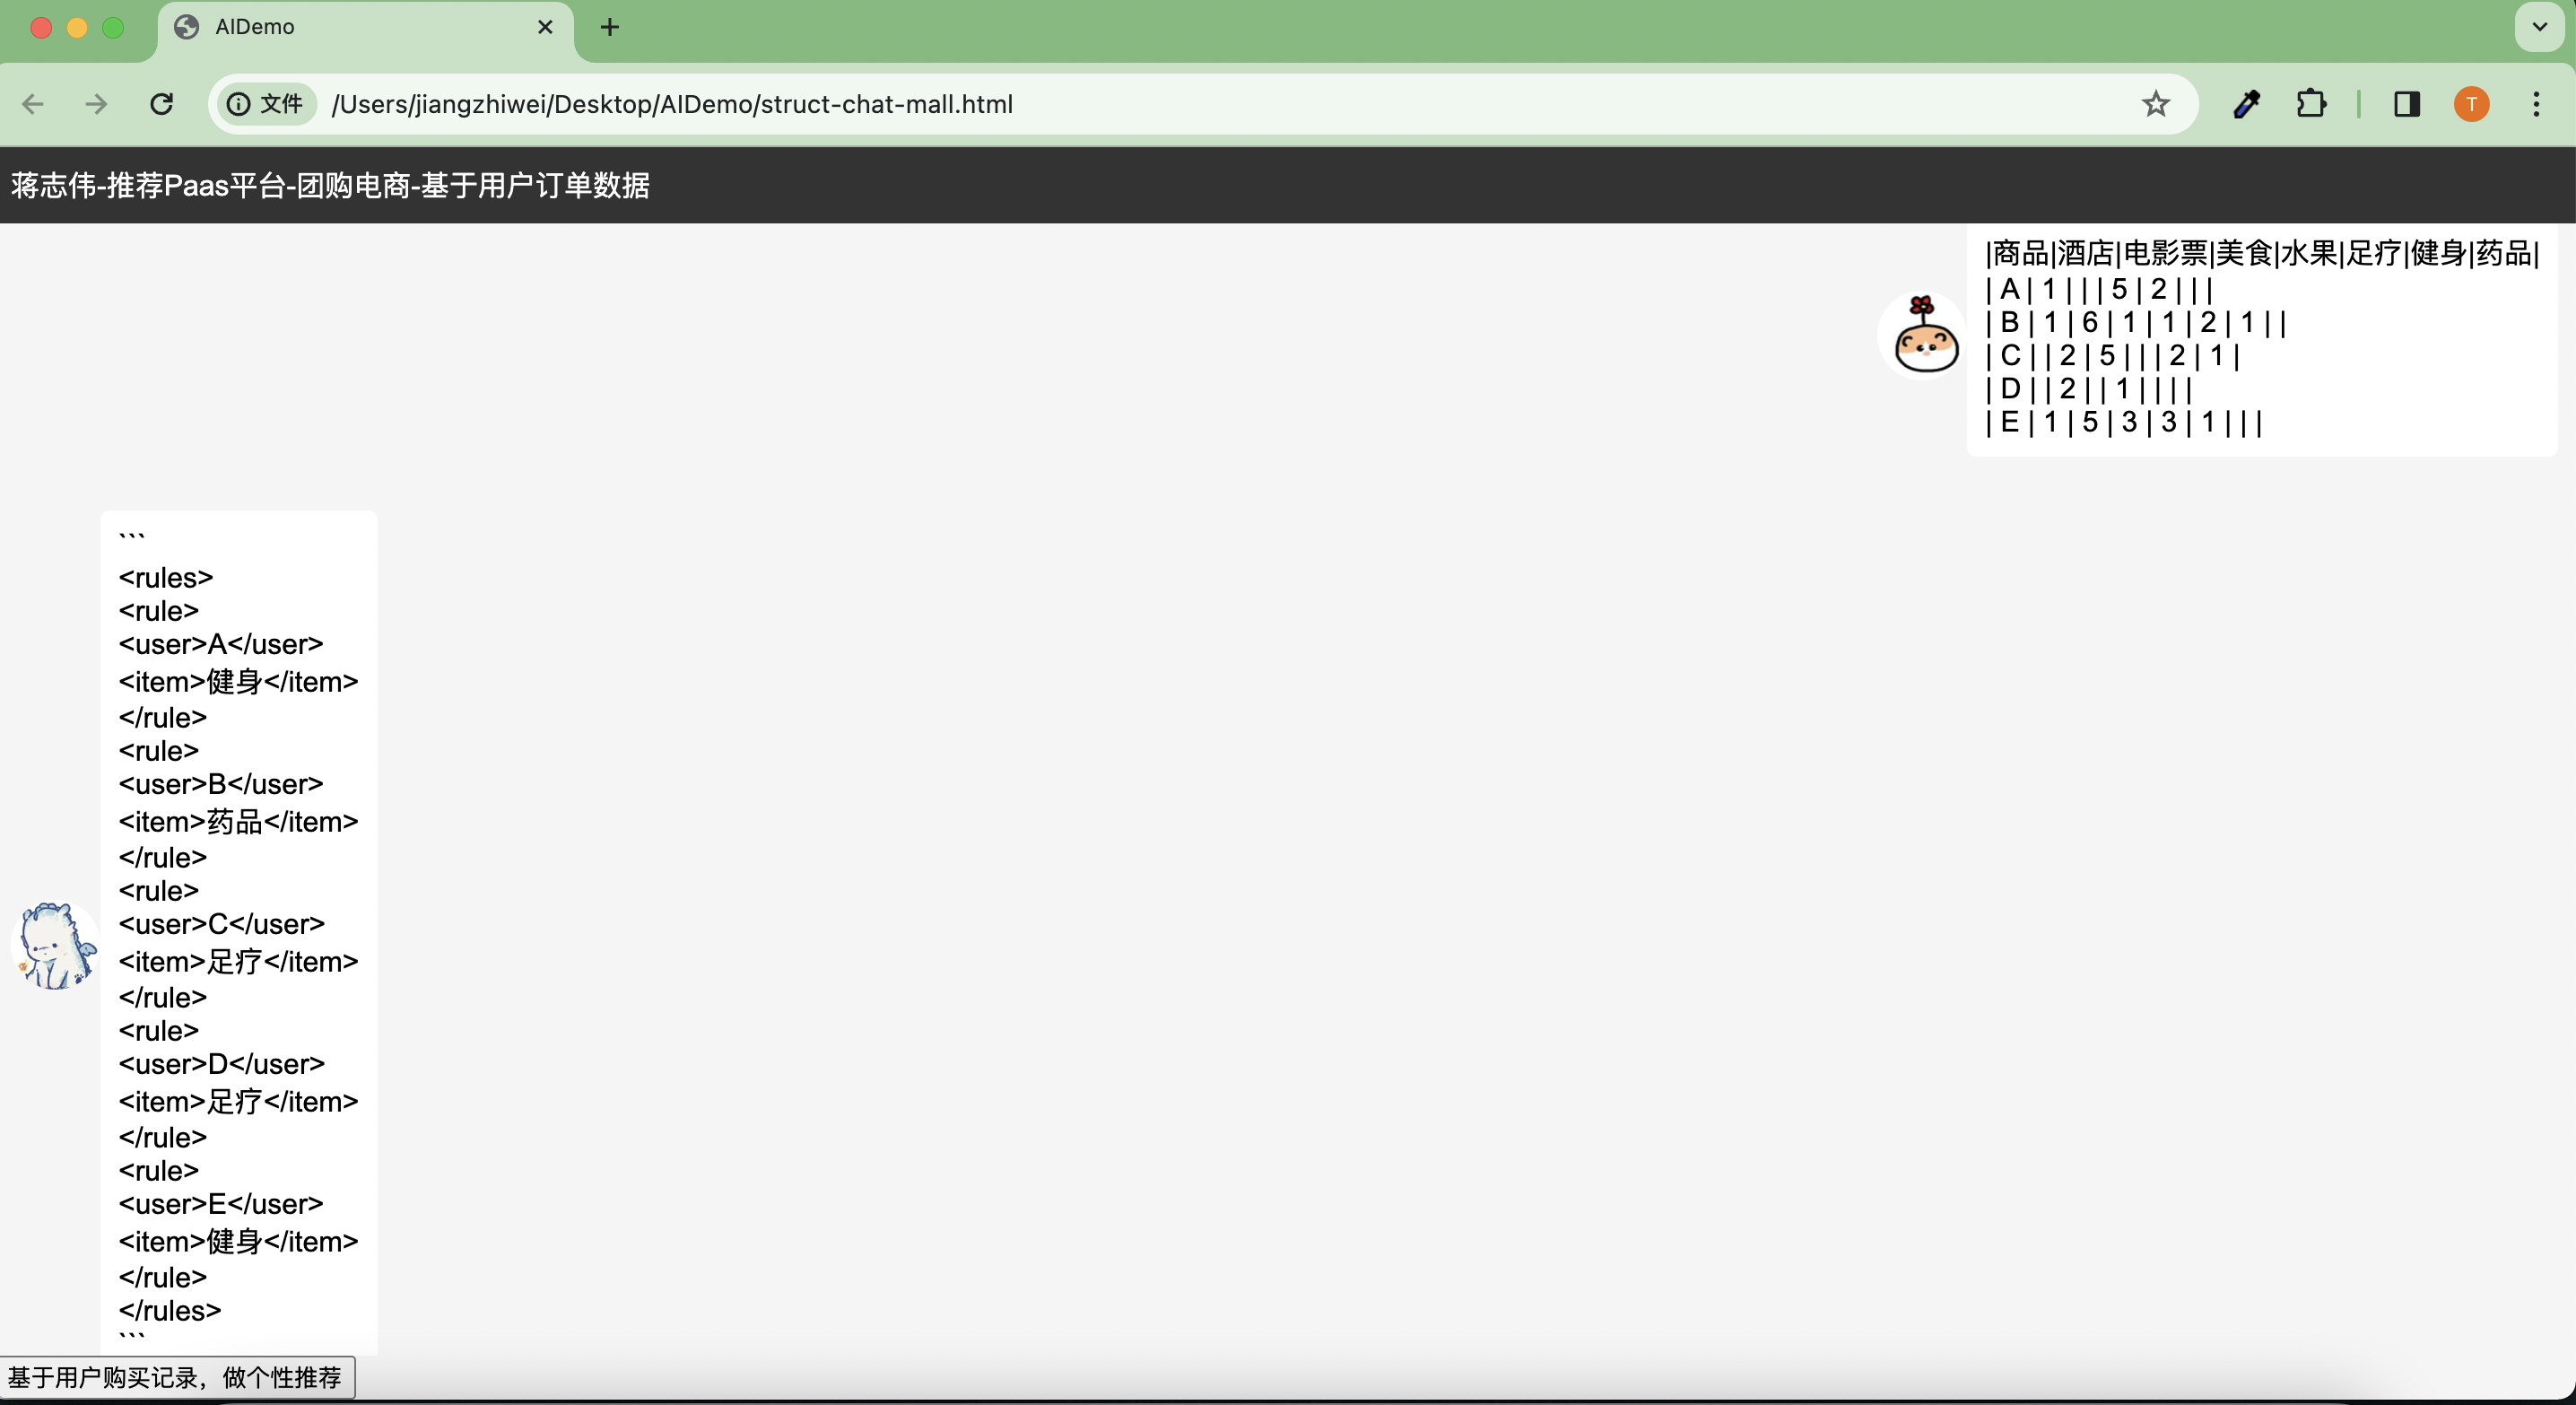 AIDemo
文件 /Users/jiangzhiwei/Desktop/AIDemo/struct-chat-mall.html
T
蒋志伟-推荐Paas平台-团购电商-基于用户订单数据
|商品|酒店|电影票|美食|水果|足疗|健身|药品|
| A | 1 | | | 5 | 2 | | |
| B | 1 | 6 | 1 | 1 | 2 | 1 | |
| C | | 2 | 5 | | | 2 | 1 |
| D | | 2 | | 1 | | | |
| E | 1 | 5 | 3 | 3 | 1 | | |
```
<rules>
<rule>
<user>A</user>
<item>健身</item>
</rule>
<rule>
<user>B</user>
<item>药品</item>
</rule>
<rule>
<user>C</user>
<item>足疗</item>
</rule>
<rule>
<user>D</user>
<item>足疗</item>
</rule>
<rule>
<user>E</user>
<item>健身</item>
</rule>
</rules>
```
基于用户购买记录，做个性推荐